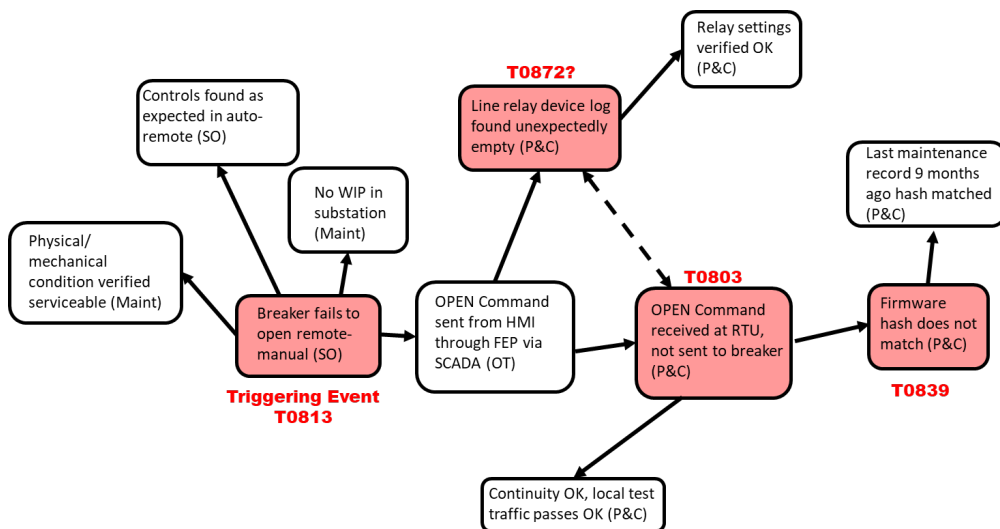 Relay settings
verified OK
(P&C)
T0872?
Controls found as
expected in auto-
remote (SO)
Line relay device log
found unexpectedly
empty (P&C)
Last maintenance
record 9 months
ago hash matched
(P&C)
No WIP in
substation
(Maint)
Physical/
mechanical
condition verified
serviceable (Maint)
T0803
Breaker fails to
open remote-
manual (SO)
OPEN Command
sent from HMI
through FEP via
SCADA (OT)
OPEN Command
received at RTU,
not sent to breaker
(P&C)
Firmware
hash does not
match (P&C)
Triggering Event
T0813
T0839
Continuity OK, local test
traffic passes OK (P&C)